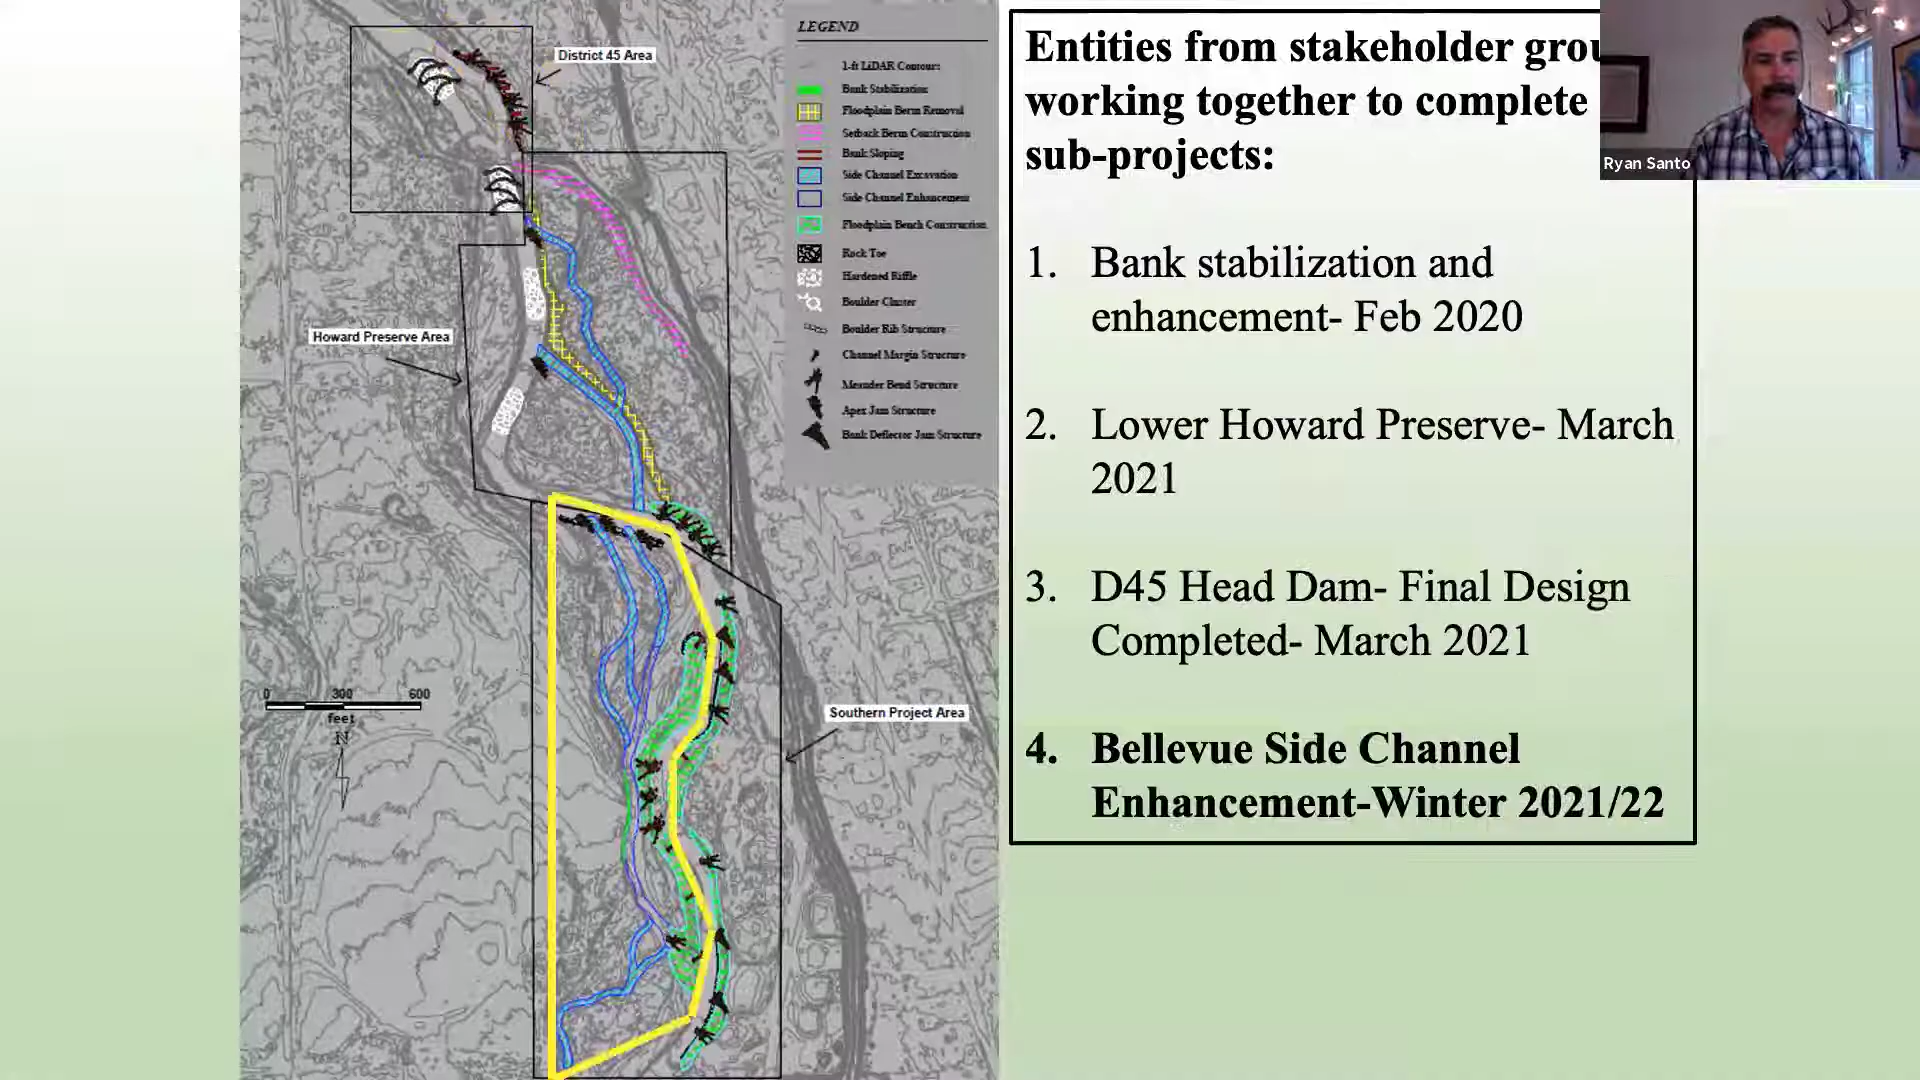 LEGEND
1-ft LiDAR Contours
Bank Stabilization
Floodplain Berm Removal
Setback Berm Construction
Bank Sloping
Side Channel Excavation
Side Channel Enhancement
Floodplain Bench Construction
Rock Toe
Hardened Riffle
Boulder Cluster
Boulder Rib Structure
Channel Margin Structure
Meander Bend Structure
Apex Jam Structure
Bank Deflector Jam Structure
District 45 Area
Howard Preserve Area
0 300 600
feet
N
Southern Project Area
Entities from stakeholder grou
working together to complete
sub-projects:
1. Bank stabilization and
enhancement- Feb 2020
2. Lower Howard Preserve- March
2021
3. D45 Head Dam- Final Design
Completed- March 2021
4. Bellevue Side Channel
Enhancement-Winter 2021/22
Ryan Santo